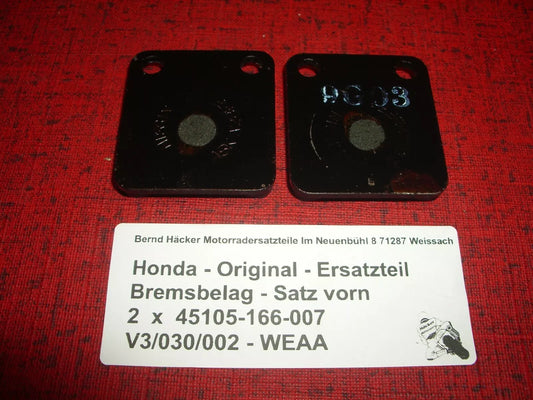 HG 03
Bernd Häcker Motorradersatzteile Im Neuenbühl 8 71287 Weissach
Honda - Original - Ersatzteil
Bremsbelag - Satz vorn
2 x 45105-166-007
V3/030/002 - WEAA